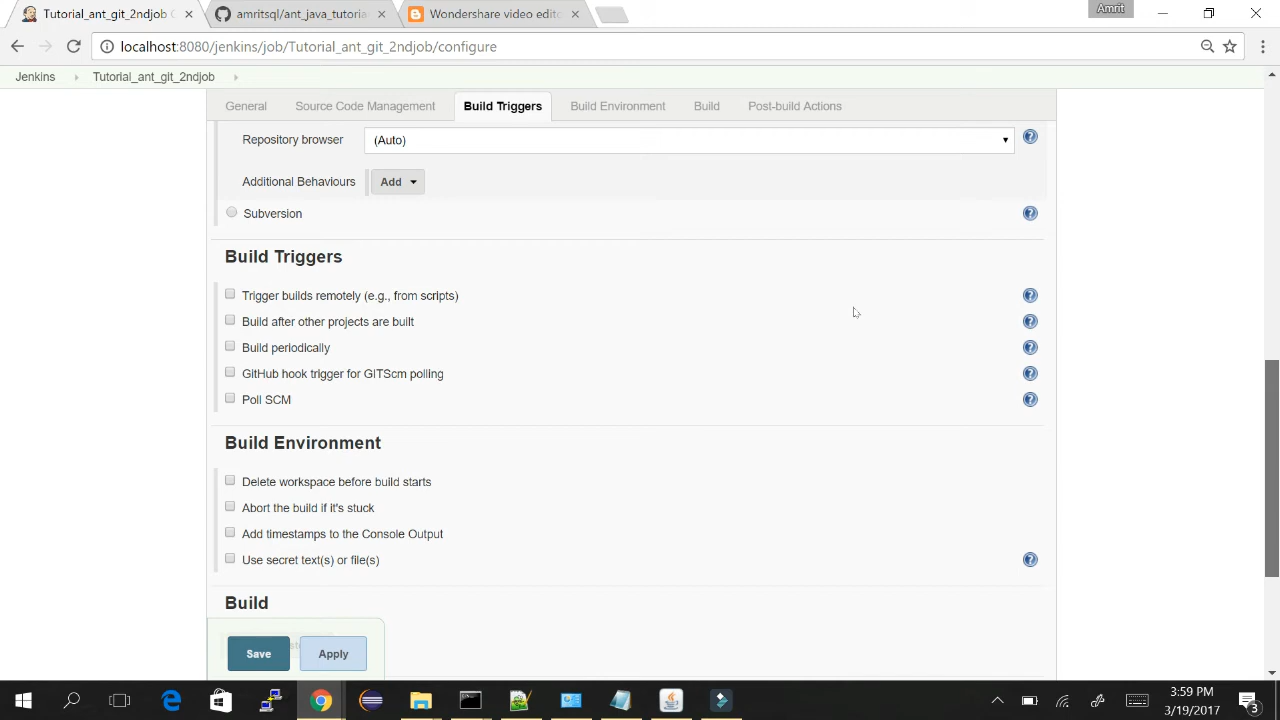 Tutorial_ant_git_2ndjob
amritsql/ant_java_tutoria
Wondershare video edit
Amrit
localhost:8080/jenkins/job/Tutorial_ant_git_2ndjob/configure
Jenkins
Tutorial_ant_git_2ndjob
General
Source Code Management
Build Triggers
Build Environment
Build
Post-build Actions
Repository browser
(Auto)
Additional Behaviours
Add
Subversion
Build Triggers
Trigger builds remotely (e.g., from scripts)
Build after other projects are built
Build periodically
GitHub hook trigger for GITScm polling
Poll SCM
Build Environment
Delete workspace before build starts
Abort the build if it's stuck
Add timestamps to the Console Output
Use secret text(s) or file(s)
Build
Save
Apply
3:59 PM
3/19/2017
3